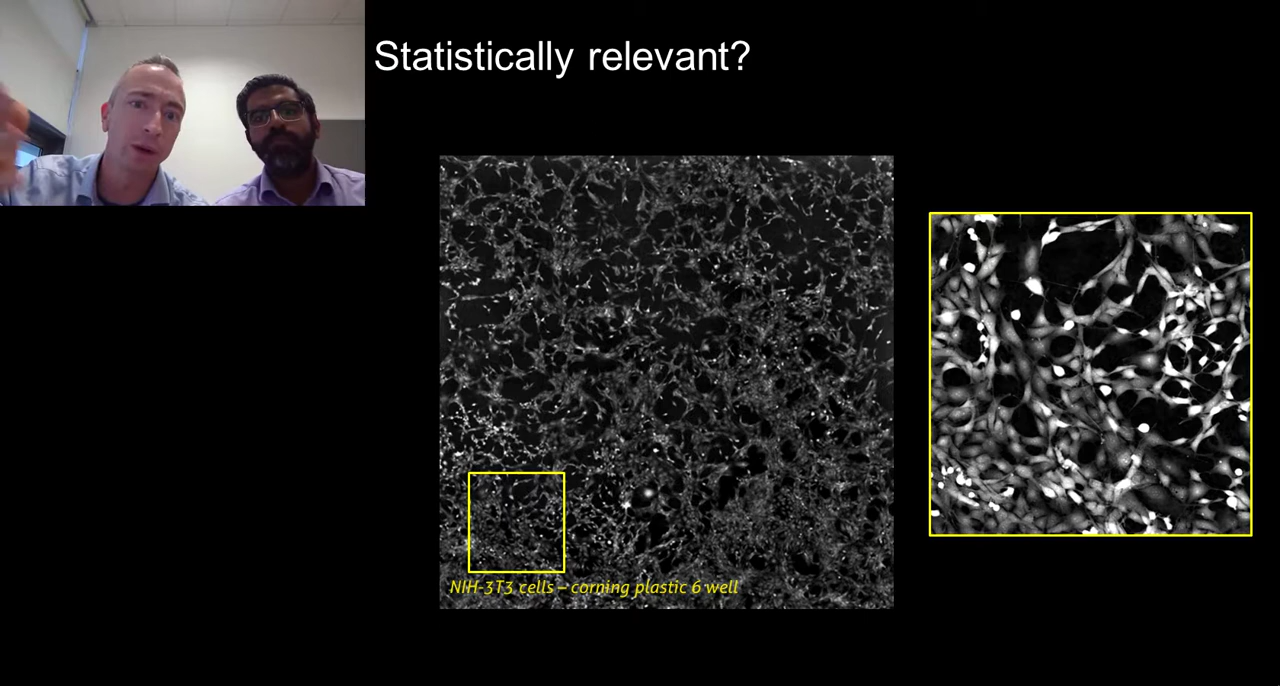 Statistically relevant?
NIH-3T3 cells – corning plastic 6 well